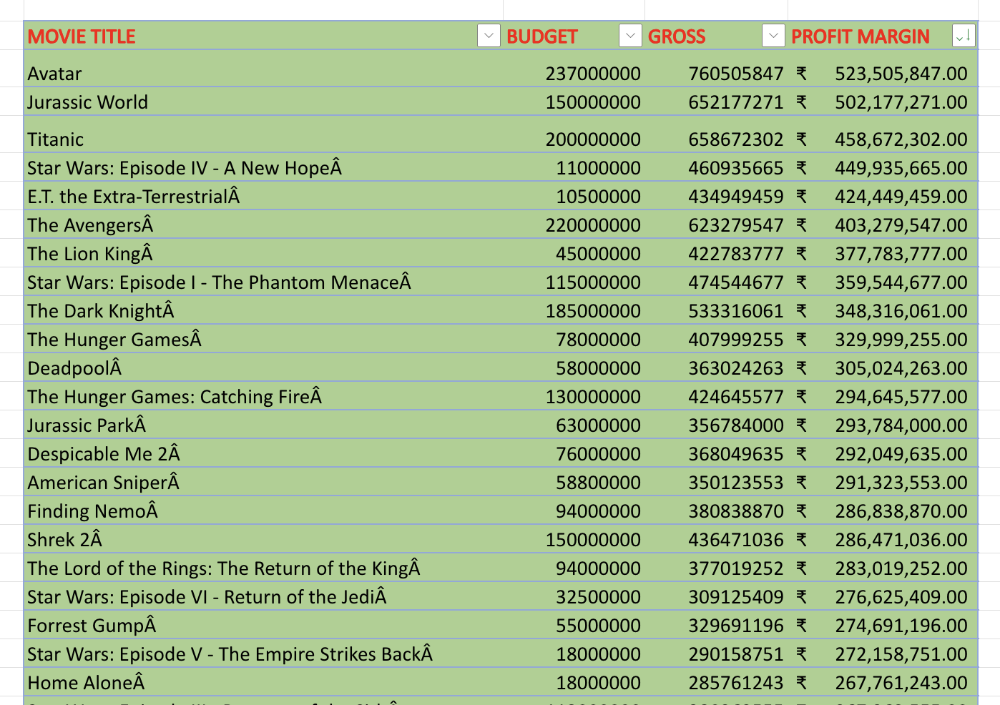 MOVIE TITLE BUDGET GROSS PROFIT MARGIN
Avatar 237000000 760505847 ₹ 523,505,847.00
Jurassic World 150000000 652177271 ₹ 502,177,271.00
Titanic 200000000 658672302 ₹ 458,672,302.00
Star Wars: Episode IV - A New HopeÂ 11000000 460935665 ₹ 449,935,665.00
E.T. the Extra-TerrestrialÂ 10500000 434949459 ₹ 424,449,459.00
The AvengersÂ 220000000 623279547 ₹ 403,279,547.00
The Lion KingÂ 45000000 422783777 ₹ 377,783,777.00
Star Wars: Episode I - The Phantom MenaceÂ 115000000 474544677 ₹ 359,544,677.00
The Dark KnightÂ 185000000 533316061 ₹ 348,316,061.00
The Hunger GamesÂ 78000000 407999255 ₹ 329,999,255.00
DeadpoolÂ 58000000 363024263 ₹ 305,024,263.00
The Hunger Games: Catching FireÂ 130000000 424645577 ₹ 294,645,577.00
Jurassic ParkÂ 63000000 356784000 ₹ 293,784,000.00
Despicable Me 2Â 76000000 368049635 ₹ 292,049,635.00
American SniperÂ 58800000 350123553 ₹ 291,323,553.00
Finding NemoÂ 94000000 380838870 ₹ 286,838,870.00
Shrek 2Â 150000000 436471036 ₹ 286,471,036.00
The Lord of the Rings: The Return of the KingÂ 94000000 377019252 ₹ 283,019,252.00
Star Wars: Episode VI - Return of the JediÂ 32500000 309125409 ₹ 276,625,409.00
Forrest GumpÂ 55000000 329691196 ₹ 274,691,196.00
Star Wars: Episode V - The Empire Strikes BackÂ 18000000 290158751 ₹ 272,158,751.00
Home AloneÂ 18000000 285761243 ₹ 267,761,243.00